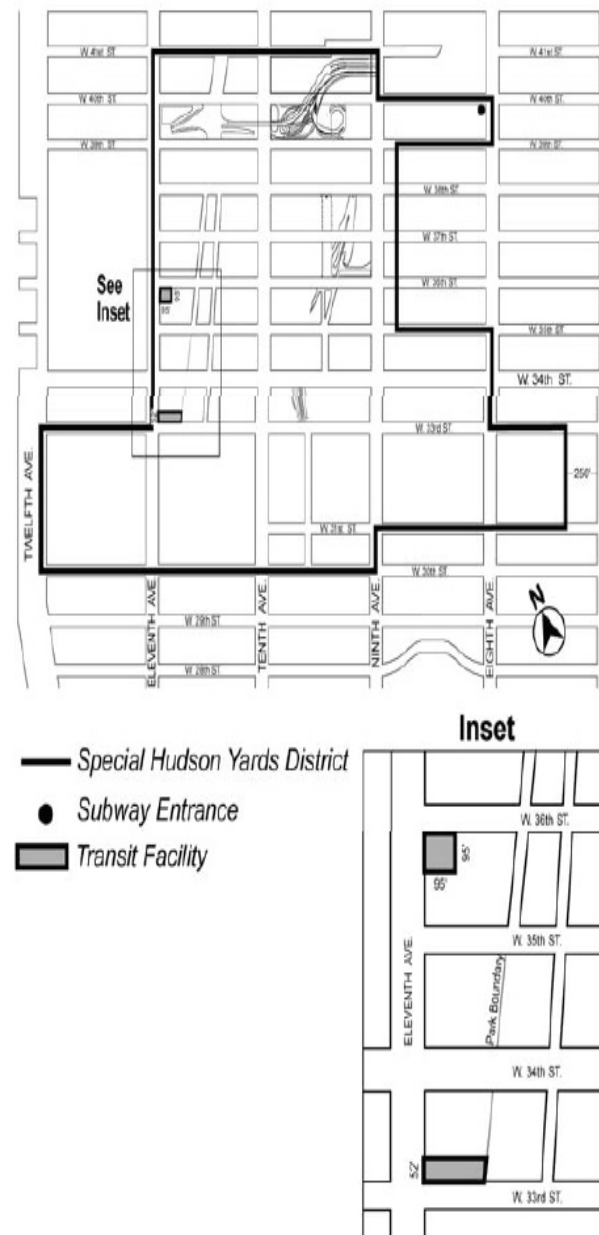 W. 41st ST.
W. 41st ST.
W. 40th ST.
W. 40th ST.
W. 39th ST.
W. 39th ST.
W. 38th ST.
W. 37th ST.
W. 36th ST.
See
Inset
95'
95'
W. 35th ST.
W. 34th ST.
W. 33rd ST.
TWELFTH AVE.
250'
W. 31st ST.
W. 30th ST.
ELEVENTH AVE.
TENTH AVE.
NINTH AVE.
EIGHTH AVE
N
W. 29th ST.
W. 28th ST.
Inset
Special Hudson Yards District
Subway Entrance
Transit Facility
W. 36th ST.
95'
95'
W. 35th ST.
ELEVENTH AVE.
Park Boundary
W. 34th ST.
52'
W. 33rd ST.